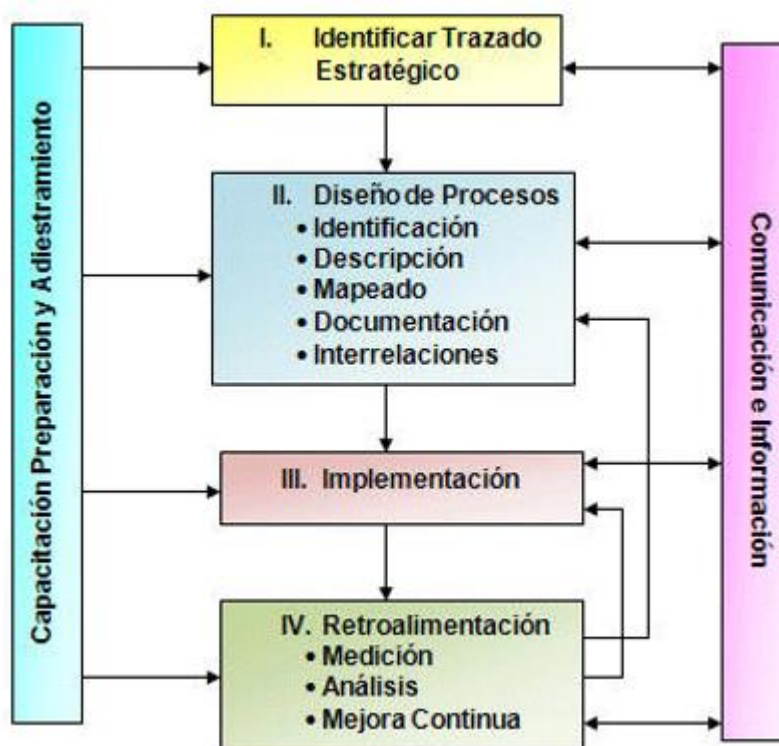 Capacitación Preparación y Adiestramiento
I. Identificar Trazado
Estratégico
II. Diseño de Procesos
• Identificación
• Descripción
• Mapeado
• Documentación
• Interrelaciones
III. Implementación
IV. Retroalimentación
• Medición
• Análisis
• Mejora Continua
Comunicación e Información